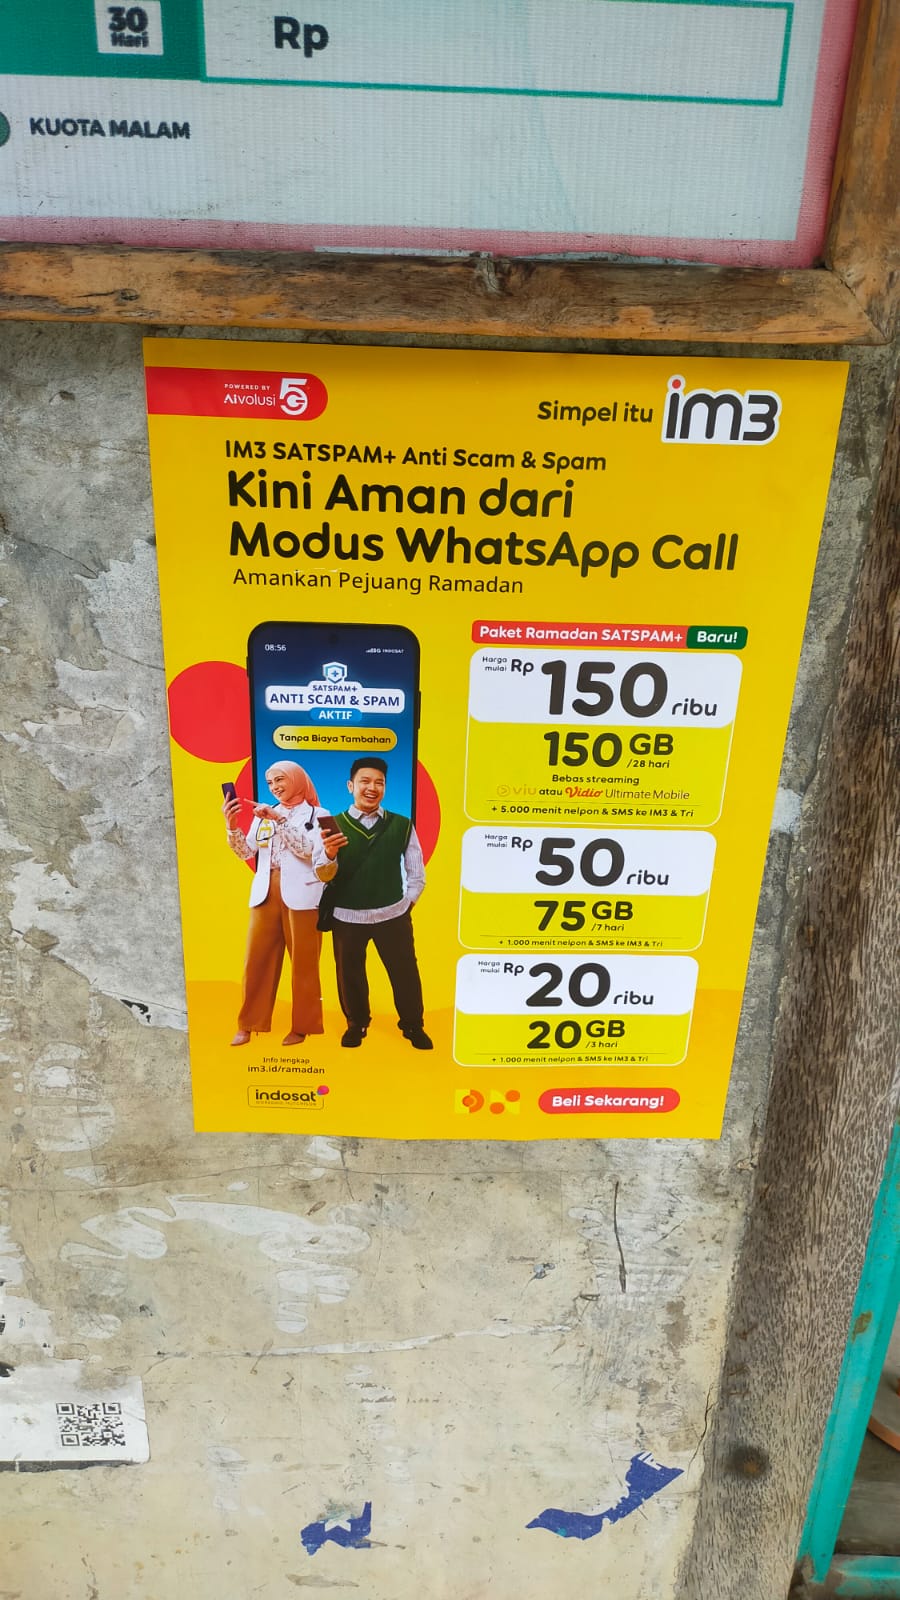 30
Hari
Rp
KUOTA MALAM
POWERED BY
AIvolusi 5G
Simpel itu im3
IM3 SATSPAM+ Anti Scam & Spam
Kini Aman dari
Modus WhatsApp Call
Amankan Pejuang Ramadan
08:56
5G INDOSAT
SATSPAM+
ANTI SCAM & SPAM
AKTIF
Tanpa Biaya Tambahan
Paket Ramadan SATSPAM+ Baru!
Harga mulai Rp 150 ribu
150 GB /28 hari
Bebas streaming
viu atau Vidio Ultimate Mobile
+ 5.000 menit nelpon & SMS ke IM3 & Tri
Harga mulai Rp 50 ribu
75 GB /7 hari
+ 1.000 menit nelpon & SMS ke IM3 & Tri
Harga mulai Rp 20 ribu
20 GB /3 hari
+ 1.000 menit nelpon & SMS ke IM3 & Tri
Info lengkap
im3.id/ramadan
indosat
OOREDOO HUTCHISON
Beli Sekarang!